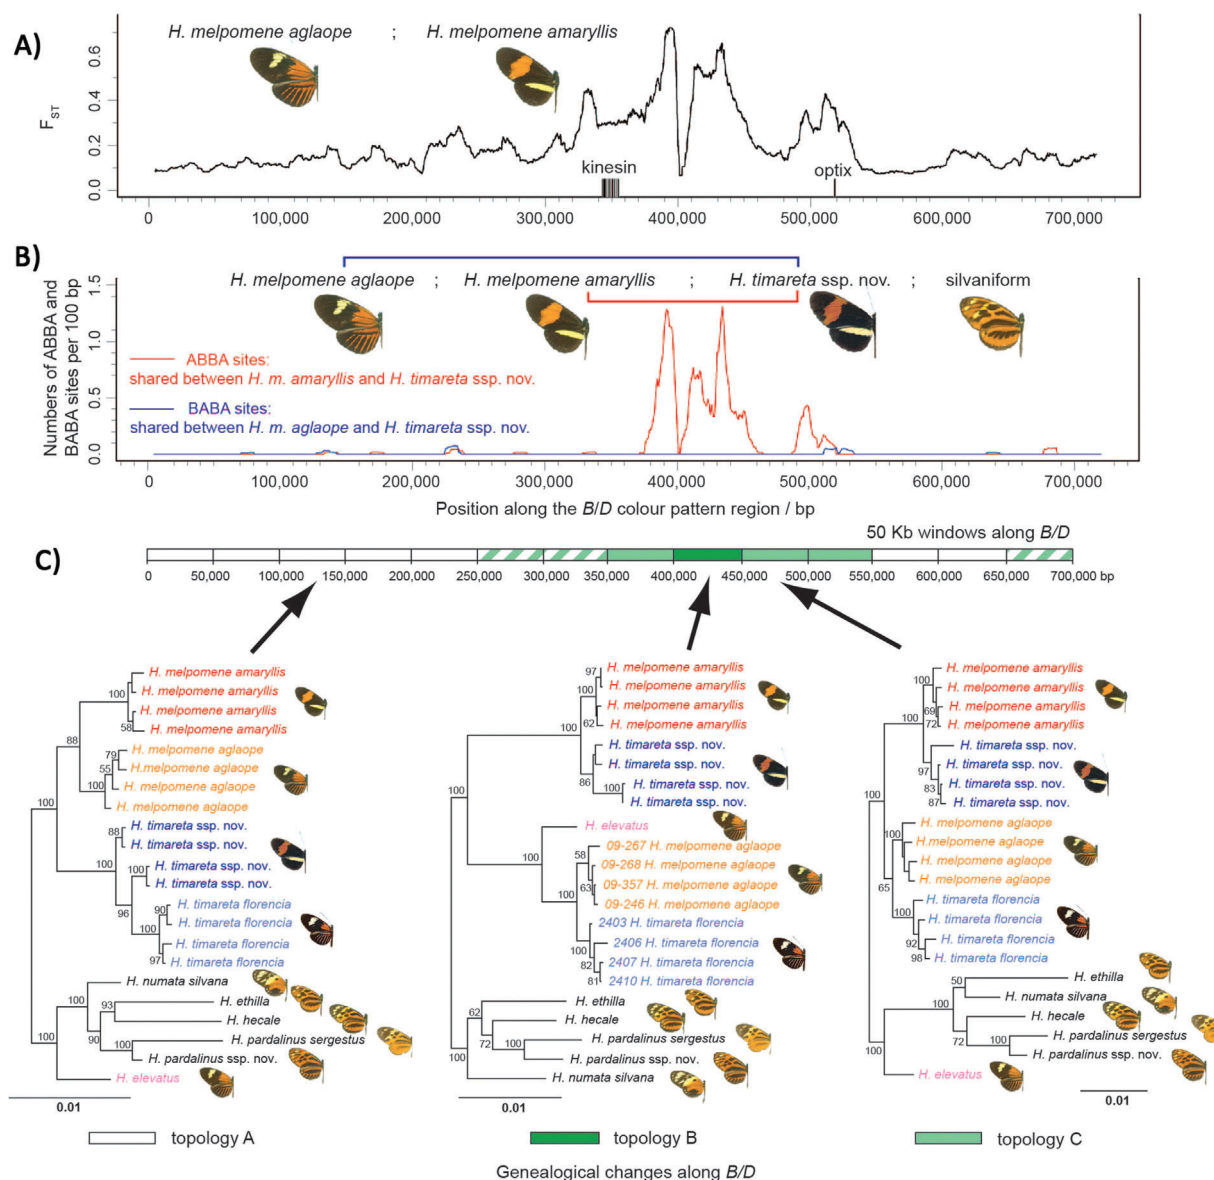 A)
H. melpomene aglaope ; H. melpomene amaryllis
FST
0.6
0.4
0.2
0.0
kinesin
optix
0 100,000 200,000 300,000 400,000 500,000 600,000 700,000
B)
H. melpomene aglaope ; H. melpomene amaryllis ; H. timareta ssp. nov. ; silvaniform
Numbers of ABBA and
BABA sites per 100 bp
1.5
1.0
0.5
0.0
ABBA sites:
shared between H. m. amaryllis and H. timareta ssp. nov.
BABA sites:
shared between H. m. aglaope and H. timareta ssp. nov.
0 100,000 200,000 300,000 400,000 500,000 600,000 700,000
Position along the B/D colour pattern region / bp
50 Kb windows along B/D
C)
0 50,000 100,000 150,000 200,000 250,000 300,000 350,000 400,000 450,000 500,000 550,000 600,000 650,000 700,000 bp
H. melpomene amaryllis
H. melpomene amaryllis
H. melpomene amaryllis
H. melpomene amaryllis
H. melpomene aglaope
H.melpomene aglaope
H. melpomene aglaope
H. melpomene aglaope
H. timareta ssp. nov.
H. timareta ssp. nov.
H. timareta ssp. nov.
H. timareta ssp. nov.
H. timareta florencia
H. timareta florencia
H. timareta florencia
H. timareta florencia
H. numata silvana
H. ethilla
H. hecale
H. pardalinus sergestus
H. pardalinus ssp. nov.
H. elevatus
100
58
88
79
55
100
100
88
100
100
96
90
97
100
93
90
100
100
0.01
topology A
H. melpomene amaryllis
H. melpomene amaryllis
H. melpomene amaryllis
H. melpomene amaryllis
H. timareta ssp. nov.
H. timareta ssp. nov.
H. timareta ssp. nov.
H. timareta ssp. nov.
H. elevatus
09-267 H. melpomene aglaope
09-268 H. melpomene aglaope
09-357 H. melpomene aglaope
09-246 H. melpomene aglaope
2403 H. timareta florencia
2406 H. timareta florencia
2407 H. timareta florencia
2410 H. timareta florencia
H. ethilla
H. hecale
H. pardalinus sergestus
H. pardalinus ssp. nov.
H. numata silvana
97
62
100
86
100
100
58
63
100
100
100
82
81
62
72
100
100
0.01
topology B
H. melpomene amaryllis
H. melpomene amaryllis
H. melpomene amaryllis
H. melpomene amaryllis
H. timareta ssp. nov.
H. timareta ssp. nov.
H. timareta ssp. nov.
H. timareta ssp. nov.
H. melpomene aglaope
H.melpomene aglaope
H. melpomene aglaope
H. melpomene aglaope
H. timareta florencia
H. timareta florencia
H. timareta florencia
H. timareta florencia
H. ethilla
H. numata silvana
H. hecale
H. pardalinus sergestus
H. pardalinus ssp. nov.
H. elevatus
100
69
72
100
97
83
87
100
100
65
100
92
98
50
100
72
100
100
0.01
topology C
Genealogical changes along B/D